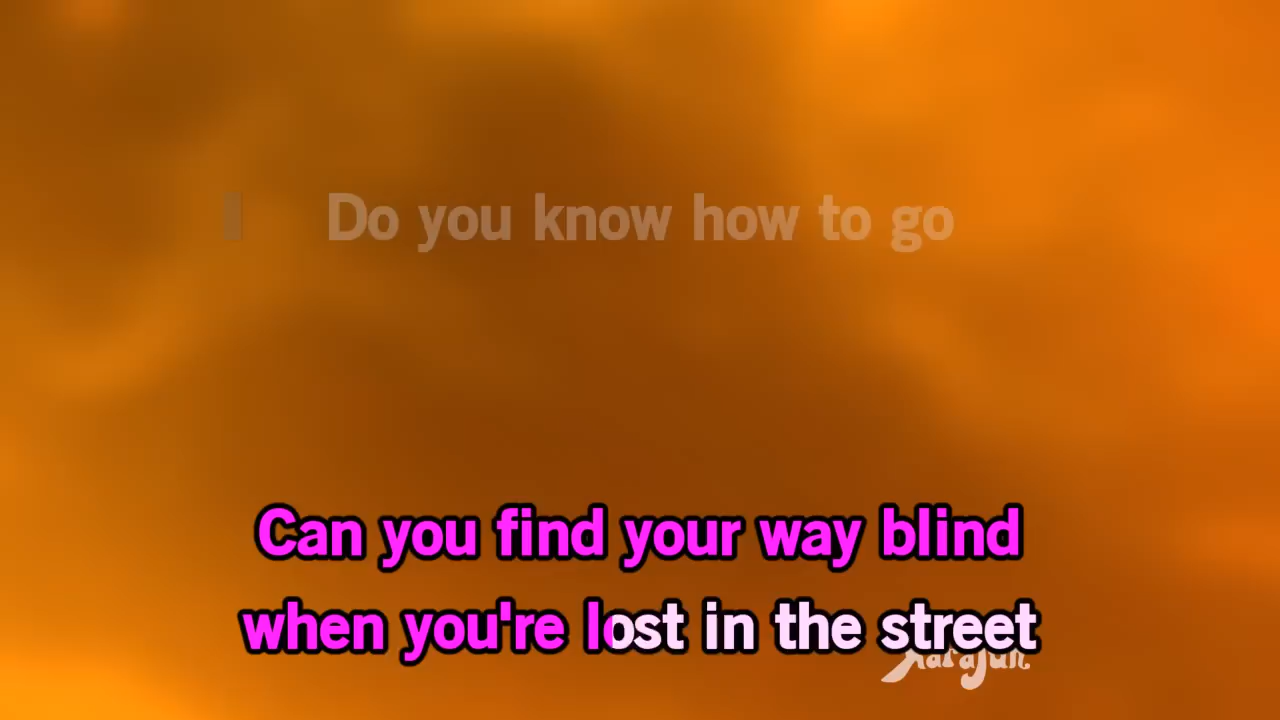 Do you know how to go
Can you find your way blind
when you're lost in the street
KaraFun